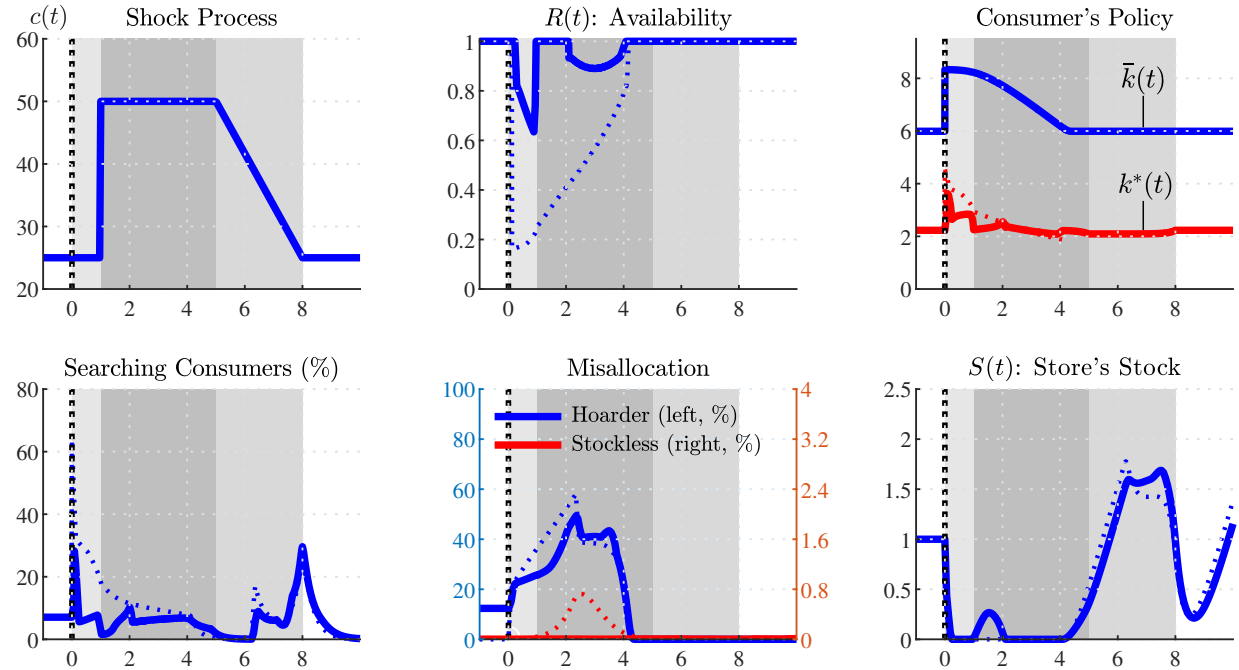 c(t)
Shock Process
60
50
40
30
20
0 2 4 6 8
R(t): Availability
1
0.8
0.6
0.4
0.2
0
0 2 4 6 8
Consumer's Policy
8
6
4
2
0
k̄(t)
k*(t)
0 2 4 6 8
Searching Consumers (%)
80
60
40
20
0
0 2 4 6 8
Misallocation
100
80
60
40
20
0
Hoarder (left, %)
Stockless (right, %)
4
3.2
2.4
1.6
0.8
0
0 2 4 6 8
S(t): Store's Stock
2.5
2
1.5
1
0.5
0
0 2 4 6 8